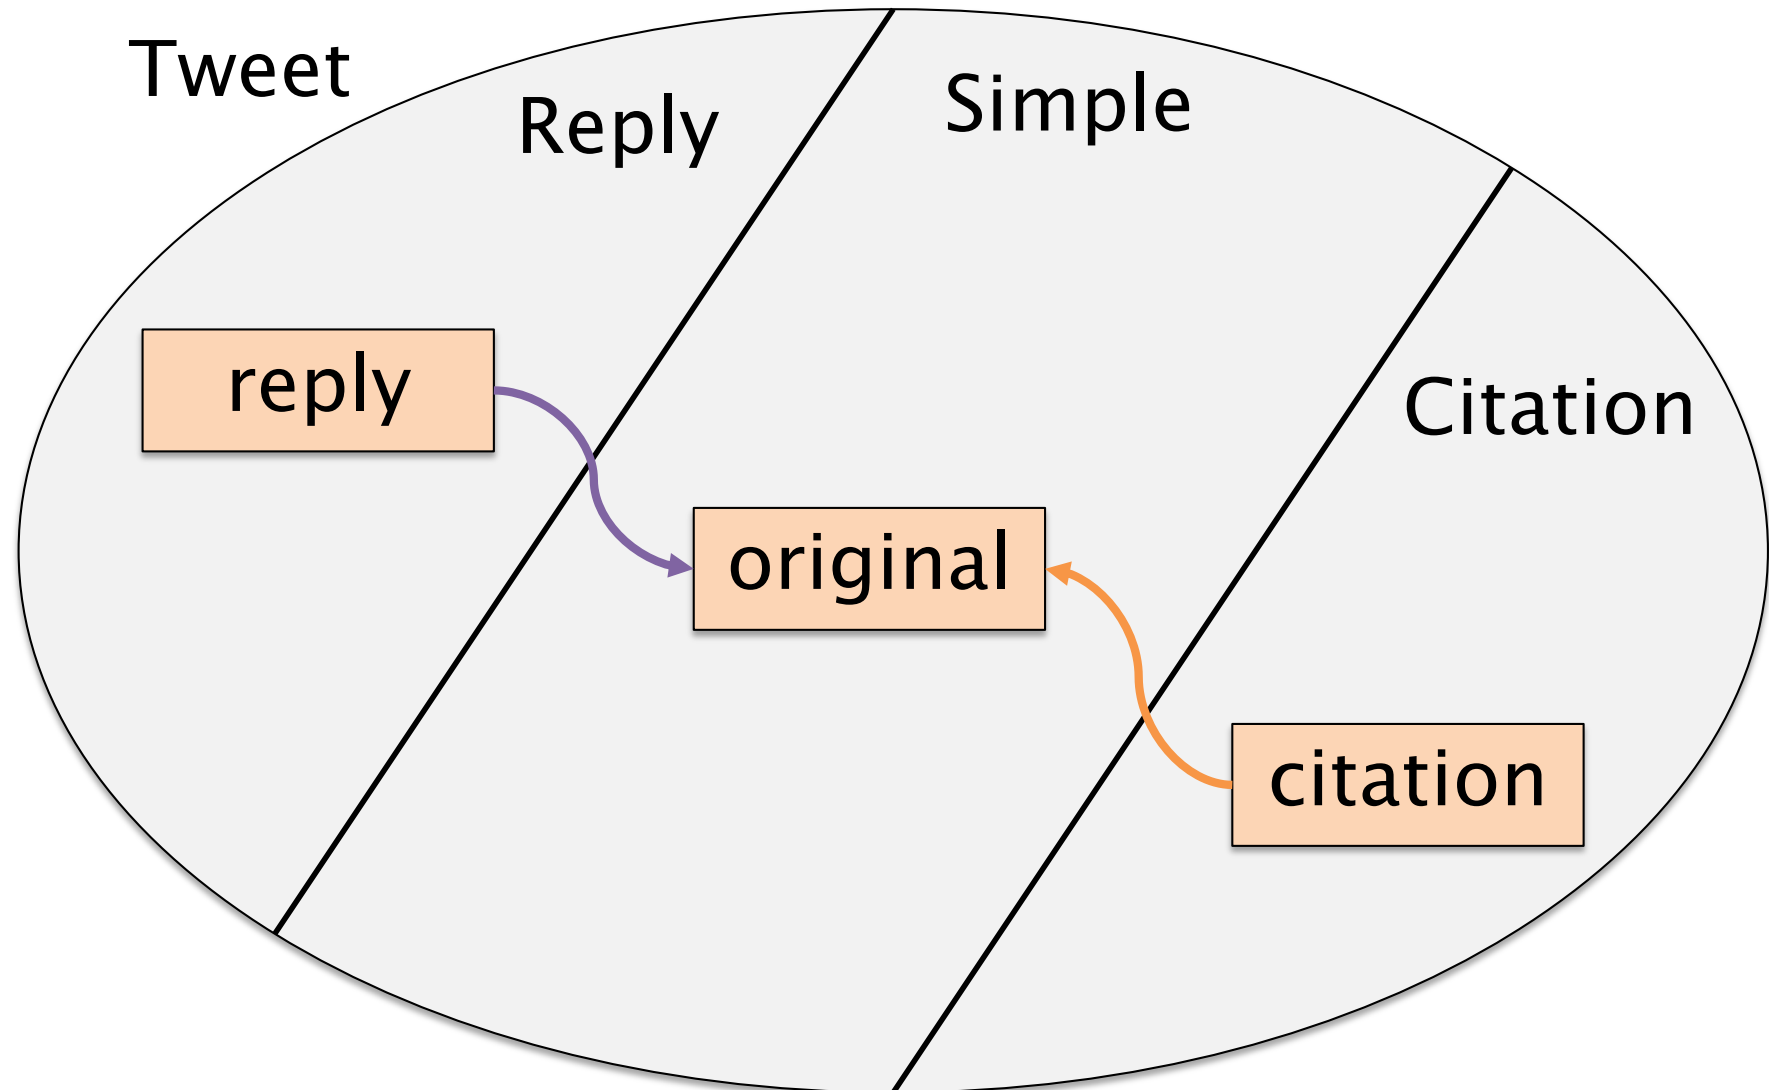 Tweet
Reply
Simple
reply
Citation
original
citation